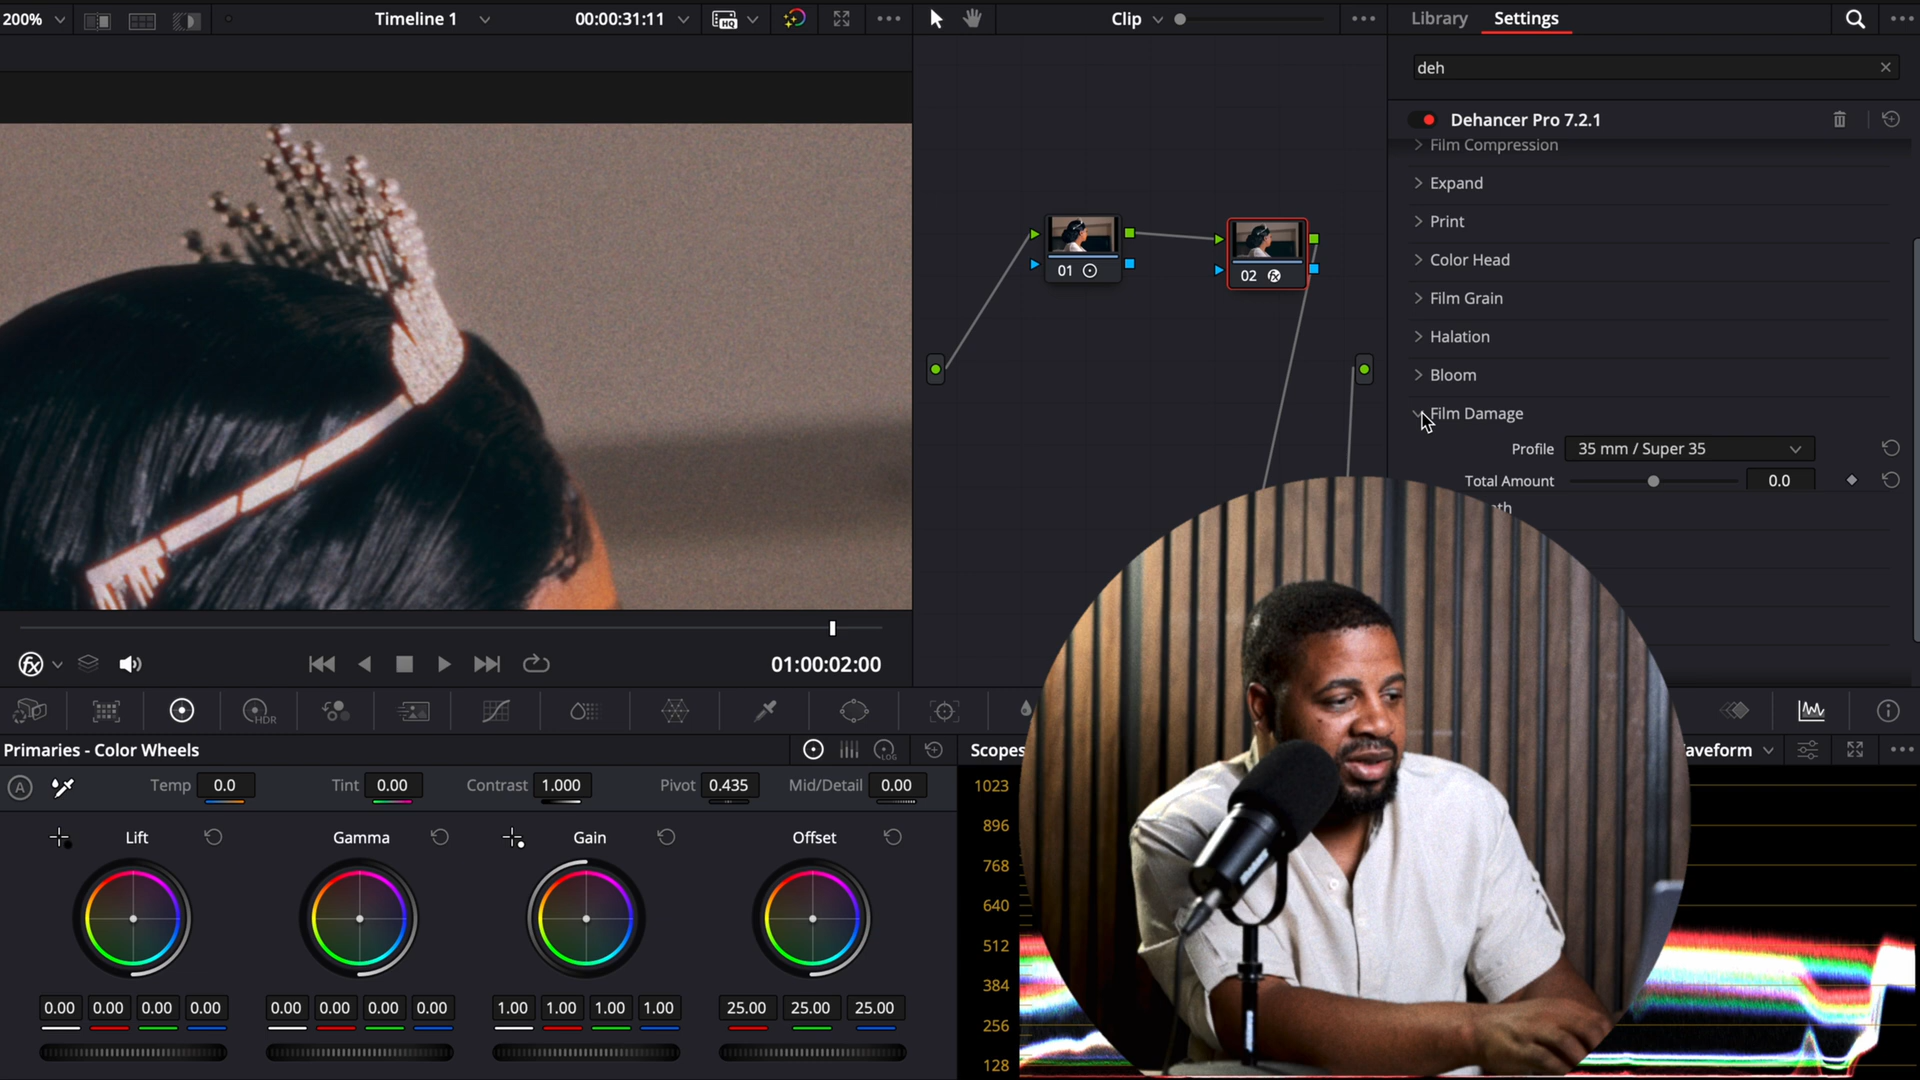 200% Timeline 1 00:00:31:11 HQ Clip Library Settings
deh
Dehancer Pro 7.2.1
Film Compression
Expand
Print
Color Head
Film Grain
Halation
Bloom
Film Damage
Profile 35 mm / Super 35
Total Amount 0.0
01
02
fx 01:00:02:00
HDR
Primaries - Color Wheels LOG Scopes aveform
A Temp 0.0 Tint 0.00 Contrast 1.000 Pivot 0.435 Mid/Detail 0.00
Lift Gamma Gain Offset
0.00 0.00 0.00 0.00 0.00 0.00 0.00 0.00 1.00 1.00 1.00 1.00 25.00 25.00 25.00
1023
896
768
640
512
384
256
128